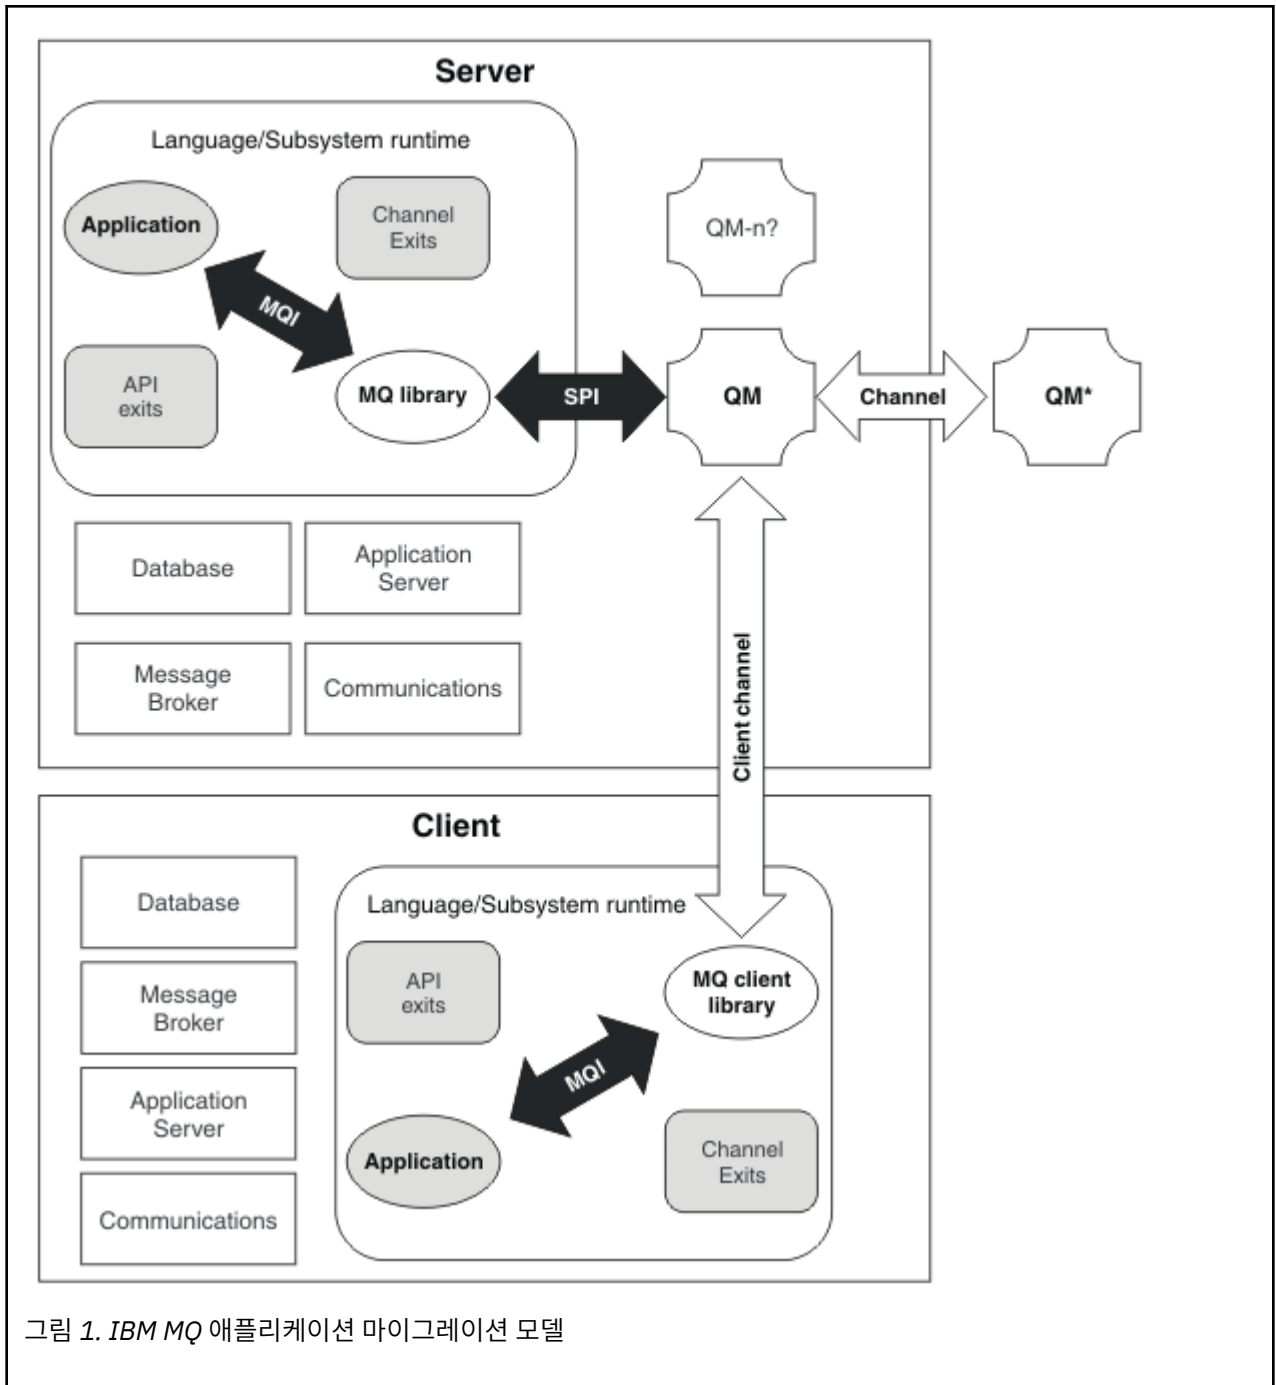 Server
Language/Subsystem runtime
Application
Channel
Exits
MQI
API
exits
MQ library
SPI
QM-n?
QM
Channel
QM*
Database
Application
Server
Message
Broker
Communications
Client channel
Client
Database
Message
Broker
Application
Server
Communications
Language/Subsystem runtime
API
exits
MQ client
library
MQI
Application
Channel
Exits
그림 1. IBM MQ 애플리케이션 마이그레이션 모델